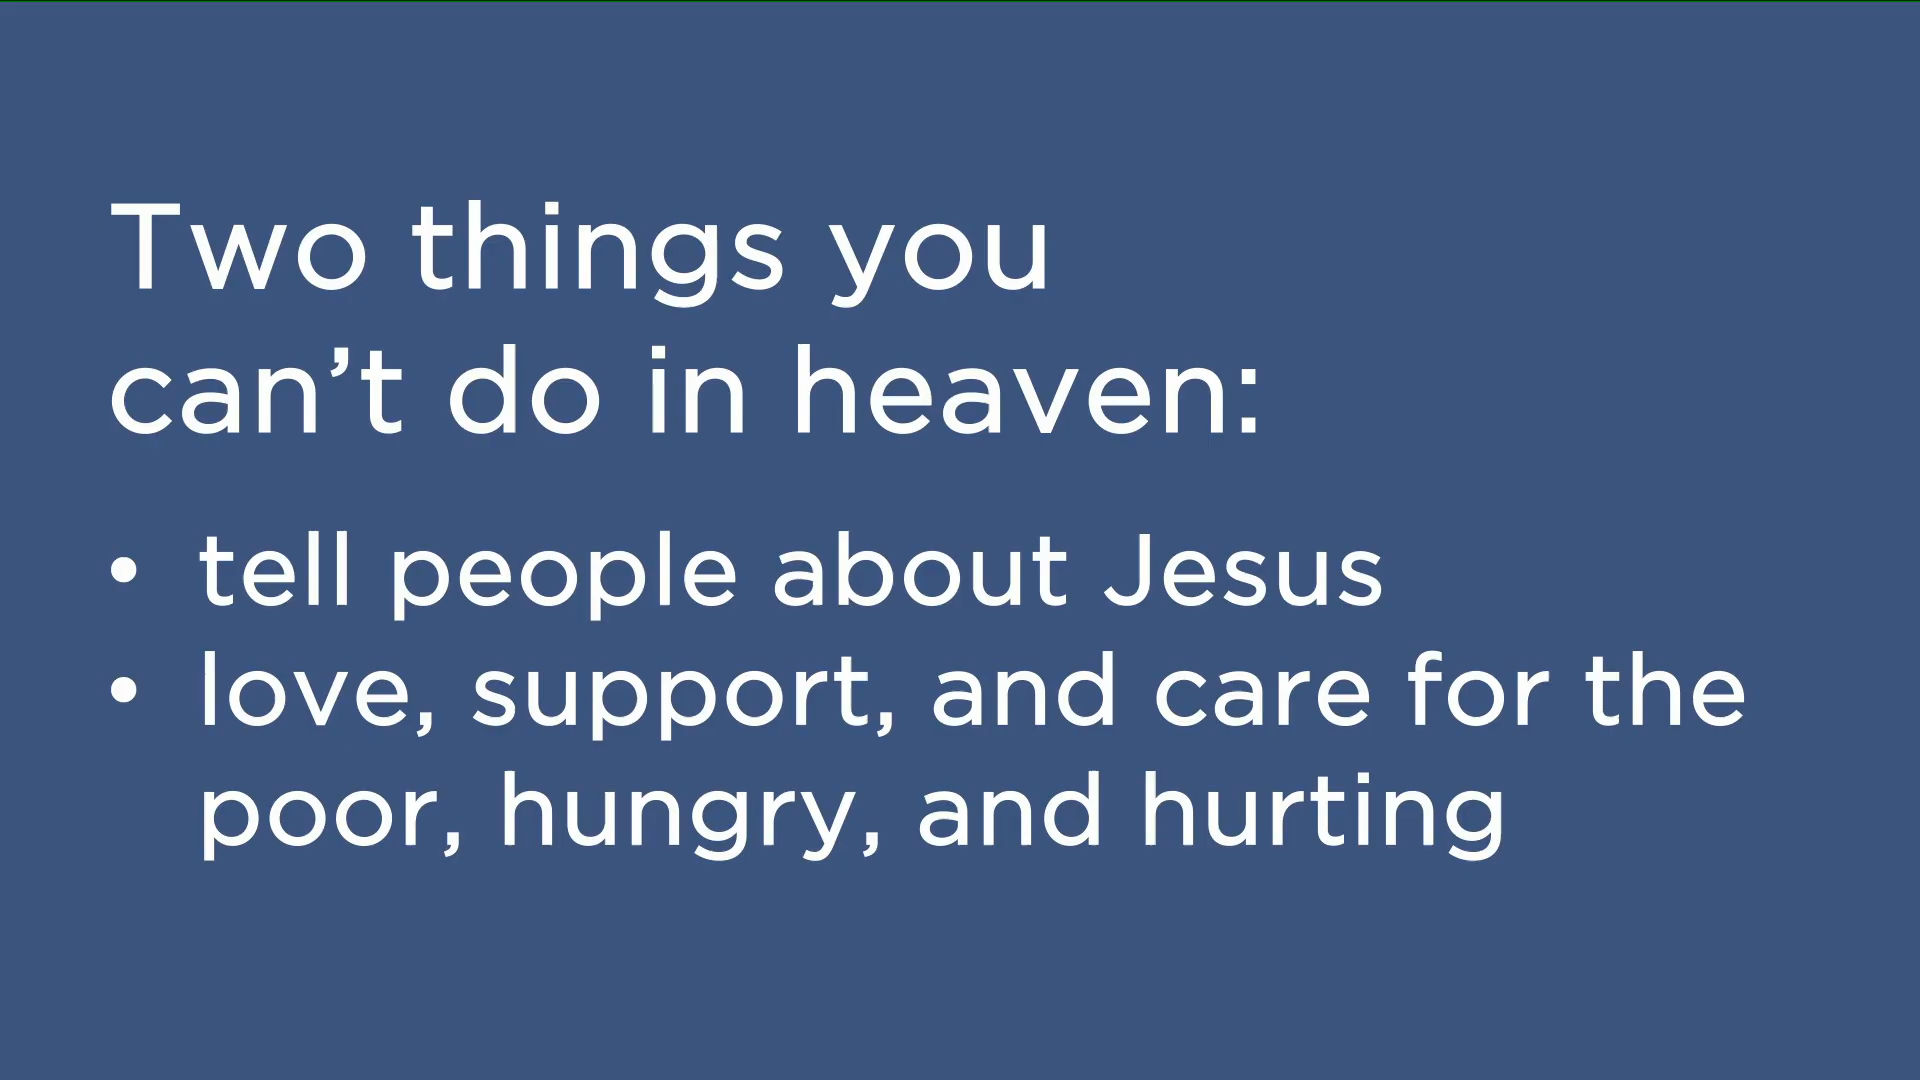 Two things you
can’t do in heaven:
• tell people about Jesus
• love, support, and care for the
poor, hungry, and hurting